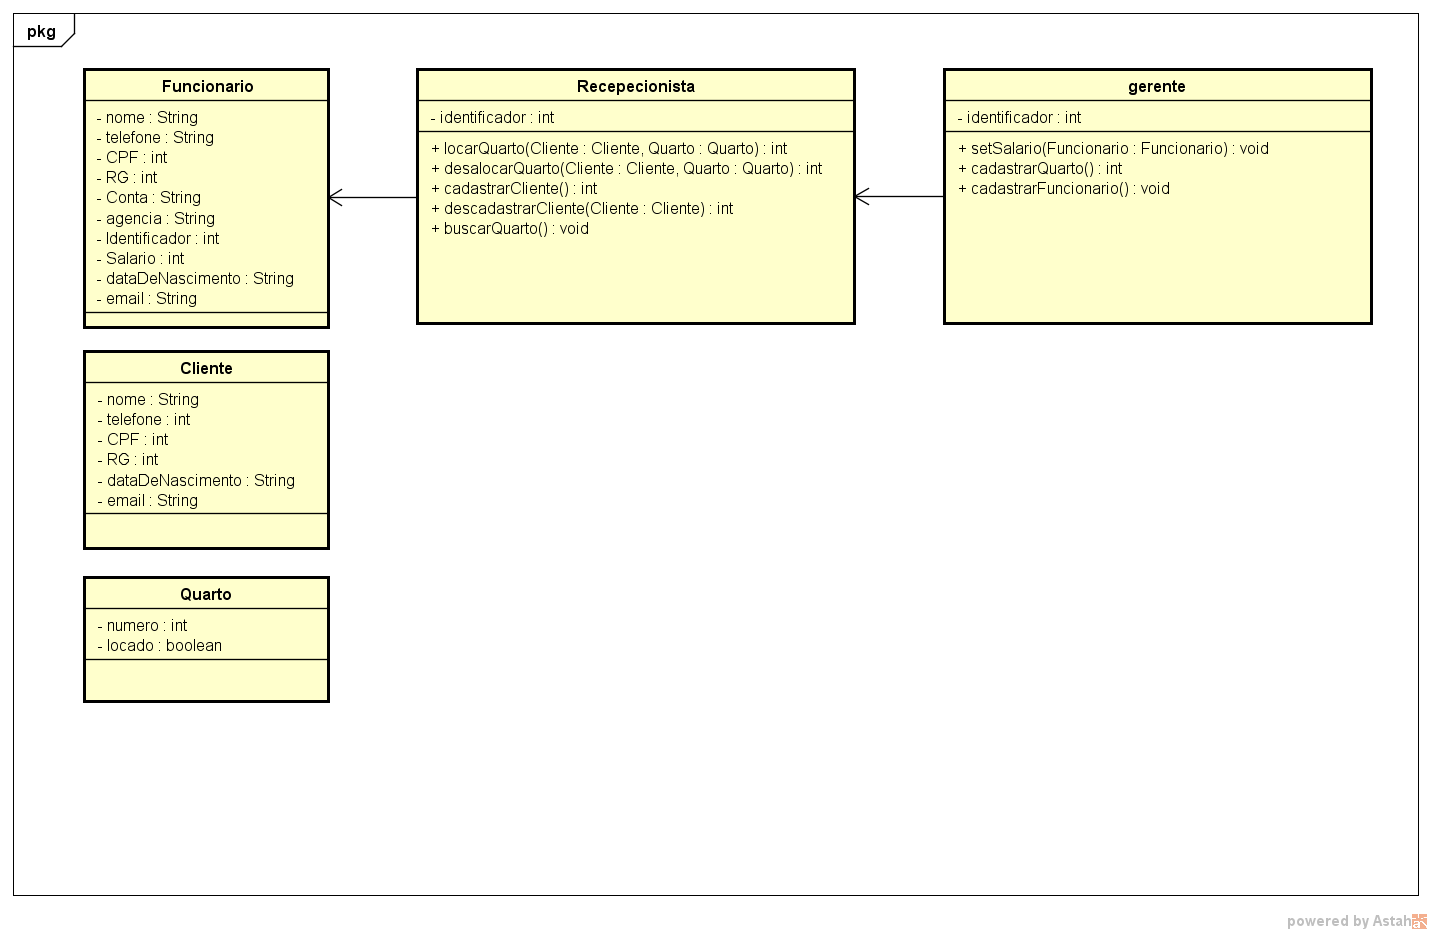 pkg
Funcionario
- nome : String
- telefone : String
- CPF : int
- RG : int
- Conta : String
- agencia : String
- Identificador : int
- Salario : int
- dataDeNascimento : String
- email : String
Recepecionista
- identificador : int
+ locarQuarto(Cliente : Cliente, Quarto : Quarto) : int
+ desalocarQuarto(Cliente : Cliente, Quarto : Quarto) : int
+ cadastrarCliente() : int
+ descadastrarCliente(Cliente : Cliente) : int
+ buscarQuarto() : void
gerente
- identificador : int
+ setSalario(Funcionario : Funcionario) : void
+ cadastrarQuarto() : int
+ cadastrarFuncionario() : void
Cliente
- nome : String
- telefone : int
- CPF : int
- RG : int
- dataDeNascimento : String
- email : String
Quarto
- numero : int
- locado : boolean
powered by Astah